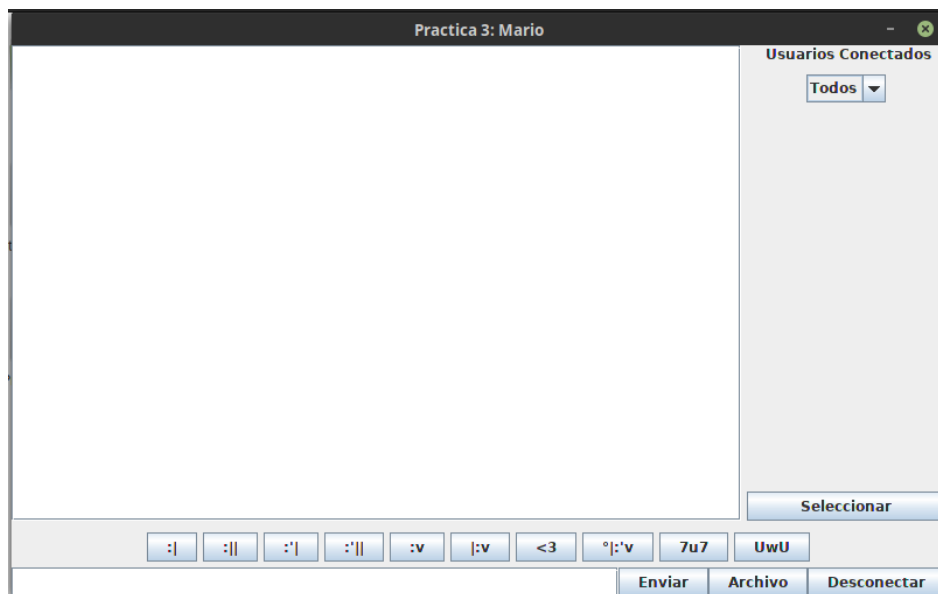 Practica 3: Mario
Usuarios Conectados
Todos
Seleccionar
:| :|| :'| :'|| :v |:v <3 °|:'v 7u7 UwU
Enviar Archivo Desconectar